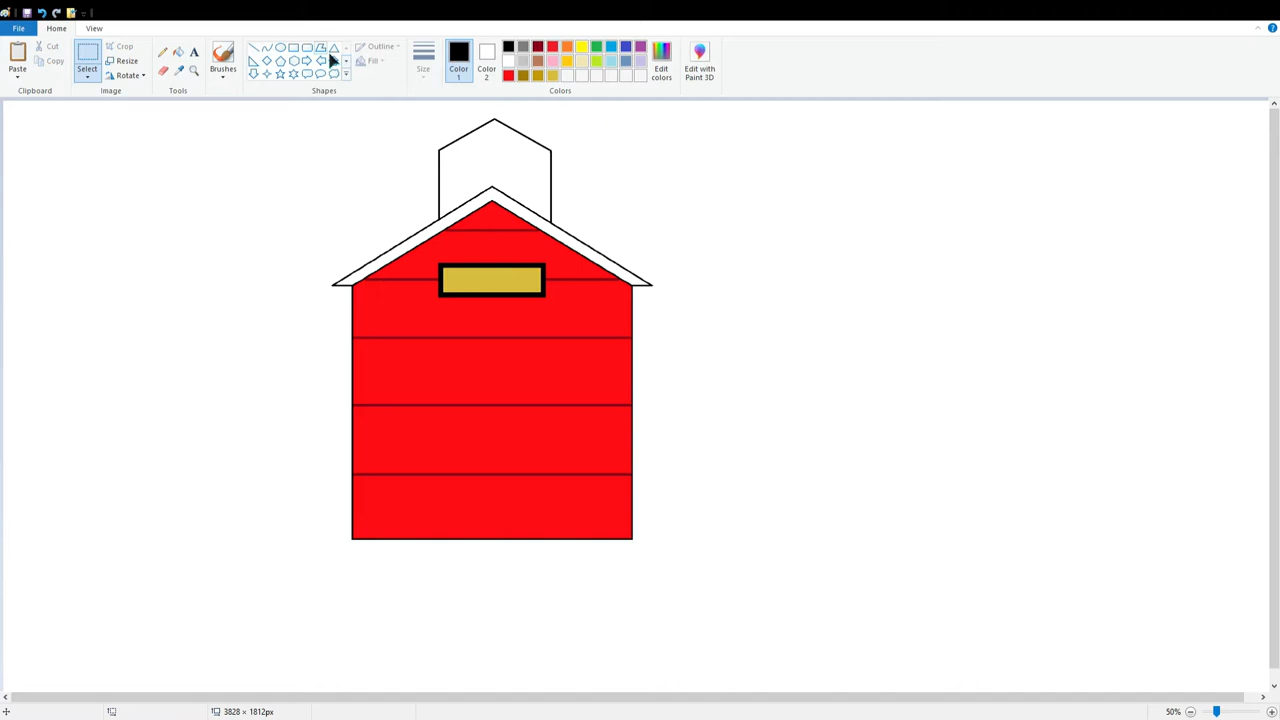 File Home View
Paste Cut Copy Clipboard
Select Crop Resize Rotate Image
Tools
Brushes
Outline Fill Shapes
Size
Color 1 Color 2
Edit colors
Edit with Paint 3D
Colors
3828 × 1812px 50%